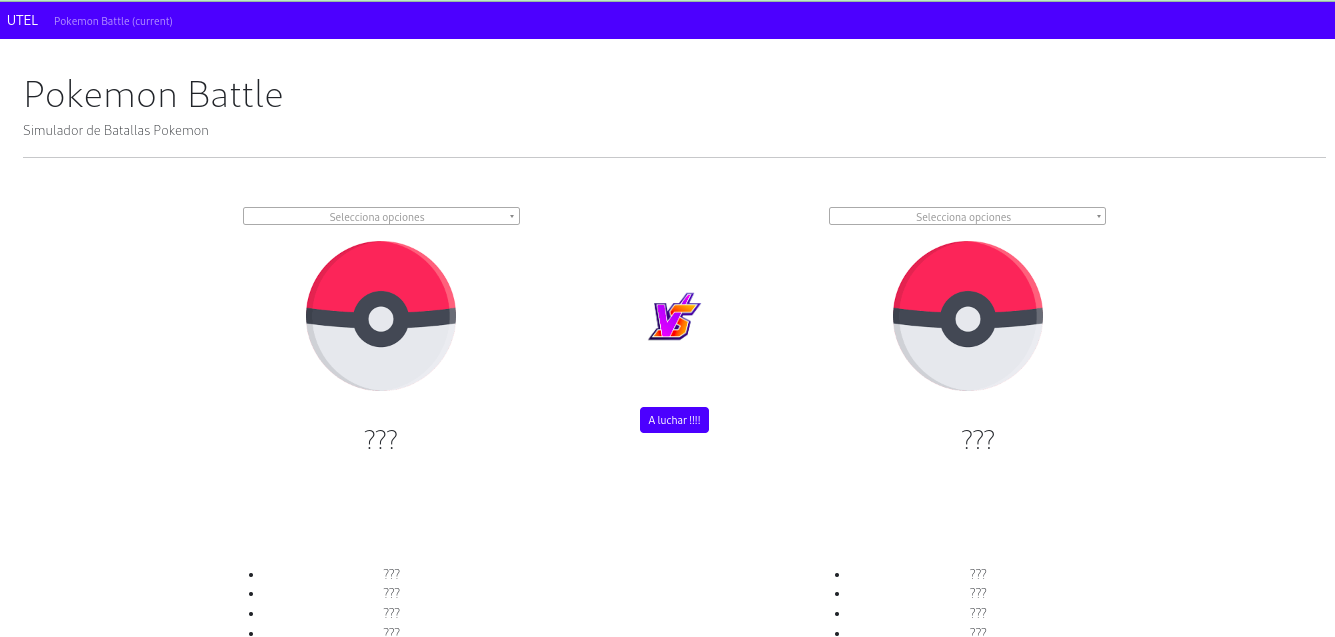 UTEL Pokemon Battle (current)
Pokemon Battle
Simulador de Batallas Pokemon
Selecciona opciones
Selecciona opciones
VS
A luchar !!!!
???
???
???
???
???
???
???
???
???
???